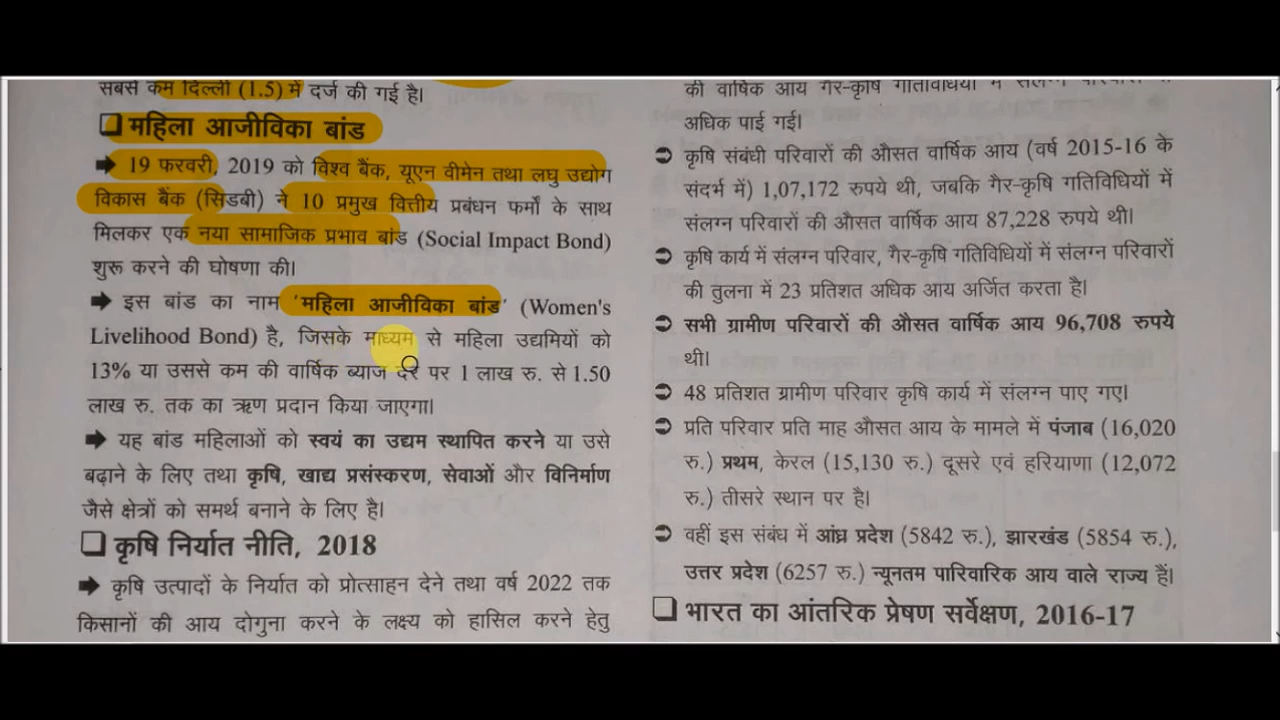 सबसे कम दिल्ली (1.5) में दर्ज की गई है।
❑ महिला आजीविका बांड
➡ 19 फरवरी, 2019 को विश्व बैंक, यूएन वीमेन तथा लघु उद्योग
विकास बैंक (सिडबी) ने 10 प्रमुख वित्तीय प्रबंधन फर्मों के साथ
मिलकर एक नया सामाजिक प्रभाव बांड (Social Impact Bond)
शुरू करने की घोषणा की।
➡ इस बांड का नाम 'महिला आजीविका बांड' (Women's
Livelihood Bond) है, जिसके माध्यम से महिला उद्यमियों को
13% या उससे कम की वार्षिक ब्याज दर पर 1 लाख रु. से 1.50
लाख रु. तक का ऋण प्रदान किया जाएगा।
➡ यह बांड महिलाओं को स्वयं का उद्यम स्थापित करने या उसे
बढ़ाने के लिए तथा कृषि, खाद्य प्रसंस्करण, सेवाओं और विनिर्माण
जैसे क्षेत्रों को समर्थ बनाने के लिए है।
❑ कृषि निर्यात नीति, 2018
➡ कृषि उत्पादों के निर्यात को प्रोत्साहन देने तथा वर्ष 2022 तक
किसानों की आय दोगुना करने के लक्ष्य को हासिल करने हेतु
की वार्षिक आय गैर-कृषि गतिविधियों में संलग्न
अधिक पाई गई।
➲ कृषि संबंधी परिवारों की औसत वार्षिक आय (वर्ष 2015-16 के
संदर्भ में) 1,07,172 रुपये थी, जबकि गैर-कृषि गतिविधियों में
संलग्न परिवारों की औसत वार्षिक आय 87,228 रुपये थी।
➲ कृषि कार्य में संलग्न परिवार, गैर-कृषि गतिविधियों में संलग्न परिवारों
की तुलना में 23 प्रतिशत अधिक आय अर्जित करता है।
➲ सभी ग्रामीण परिवारों की औसत वार्षिक आय 96,708 रुपये
थी।
➲ 48 प्रतिशत ग्रामीण परिवार कृषि कार्य में संलग्न पाए गए।
➲ प्रति परिवार प्रति माह औसत आय के मामले में पंजाब (16,020
रु.) प्रथम, केरल (15,130 रु.) दूसरे एवं हरियाणा (12,072
रु.) तीसरे स्थान पर है।
➲ वहीं इस संबंध में आंध्र प्रदेश (5842 रु.), झारखंड (5854 रु.),
उत्तर प्रदेश (6257 रु.) न्यूनतम पारिवारिक आय वाले राज्य हैं।
❑ भारत का आंतरिक प्रेषण सर्वेक्षण, 2016-17